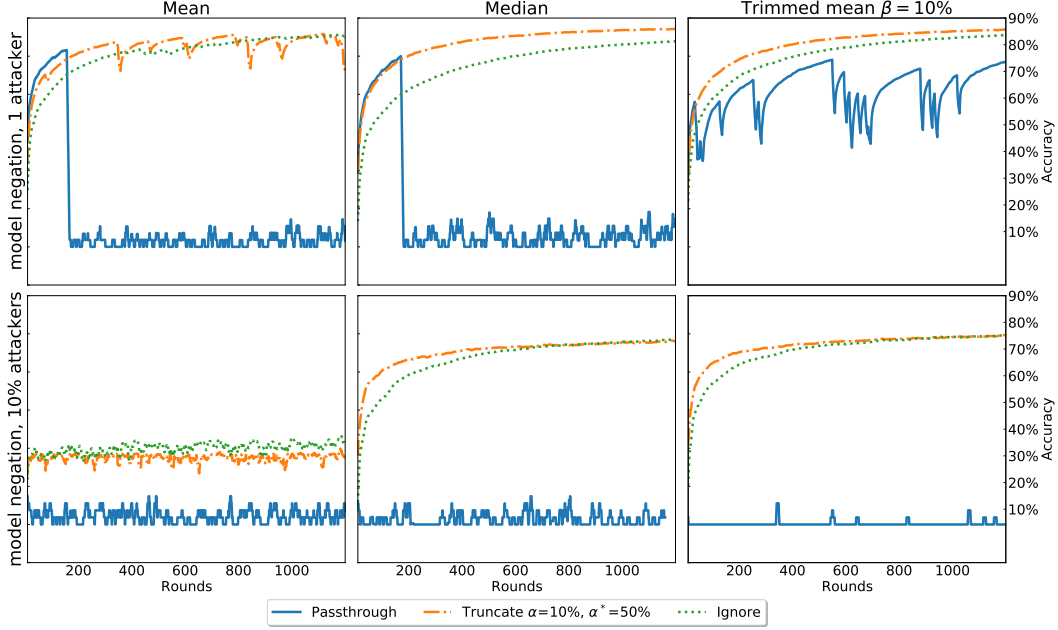 Mean
Median
Trimmed mean β = 10%
model negation, 1 attacker
90%
80%
70%
60%
50%
40%
30%
20%
10%
Accuracy
model negation, 10% attackers
90%
80%
70%
60%
50%
40%
30%
20%
10%
Accuracy
200 400 600 800 1000
200 400 600 800 1000
200 400 600 800 1000
Rounds
Rounds
Rounds
Passthrough
Truncate α=10%, α*=50%
Ignore